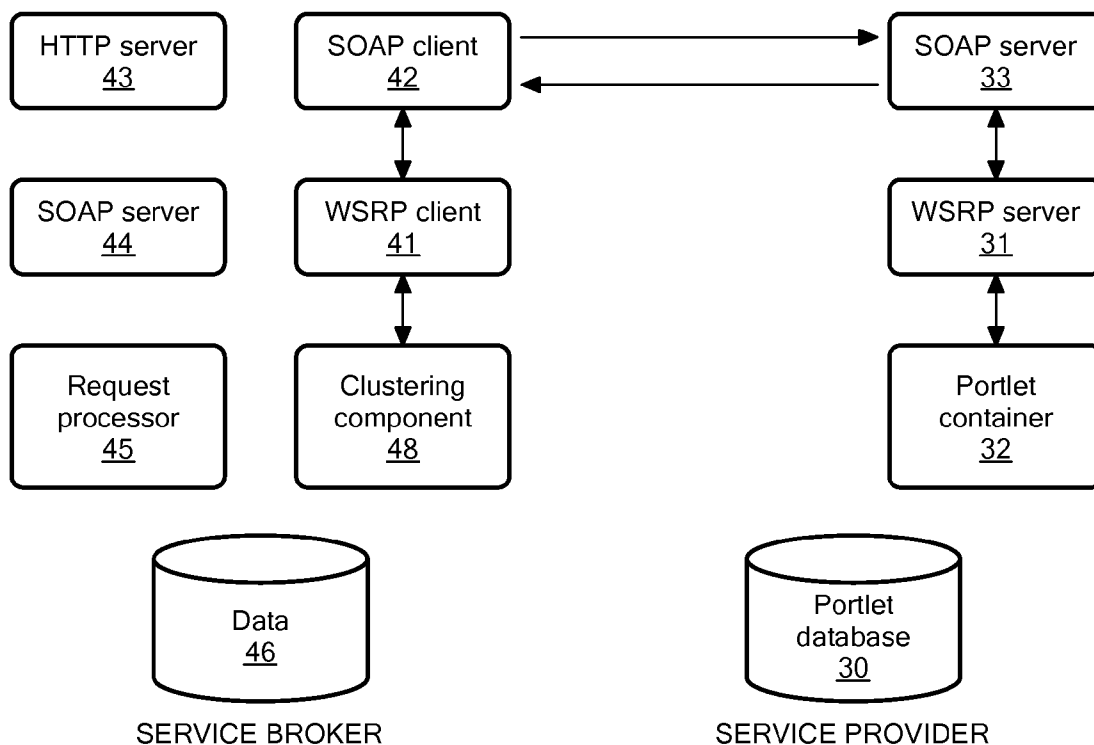 HTTP server
43
SOAP client
42
SOAP server
33
SOAP server
44
WSRP client
41
WSRP server
31
Request
processor
45
Clustering
component
48
Portlet
container
32
Data
46
Portlet
database
30
SERVICE BROKER
SERVICE PROVIDER